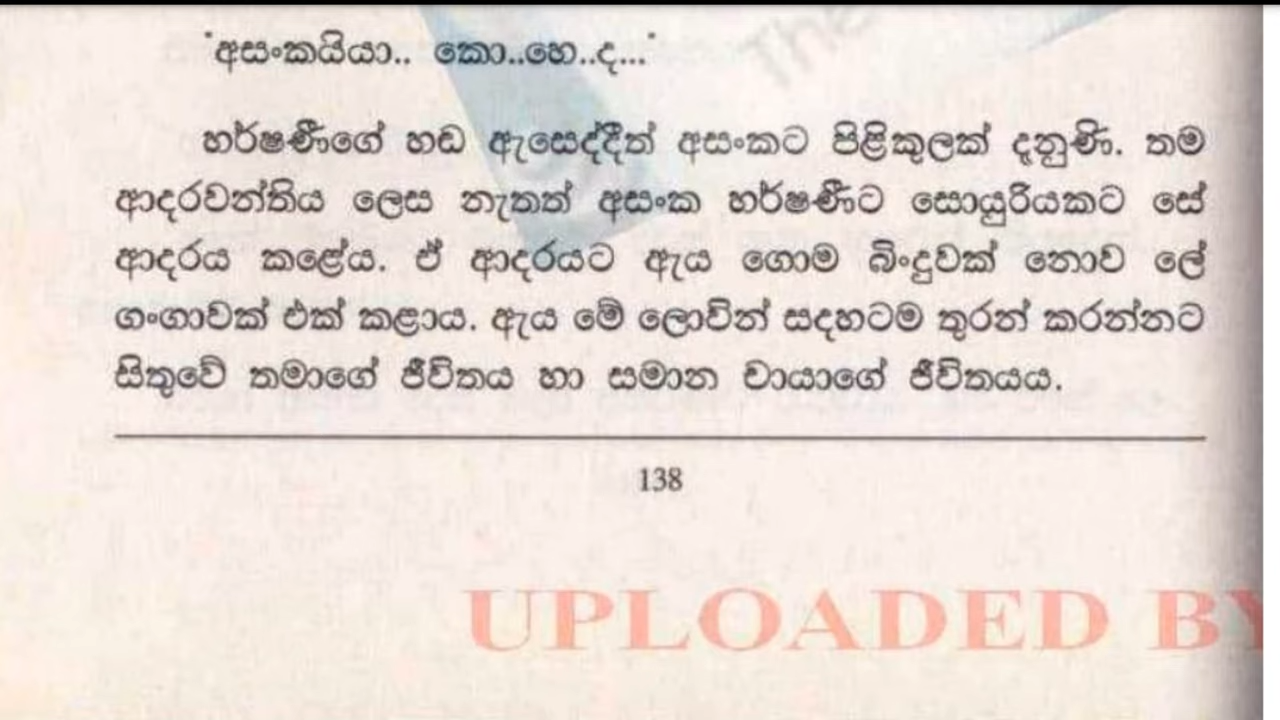 'අසංකයියා.. කො..හෙ..ද...'
හර්ෂණීගේ හඬ ඇසෙද්දීත් අසංකට පිළිකුලක් දැනුණි. තම
ආදරවන්තිය ලෙස නැතත් අසංක හර්ෂණීට සොයුරියකට සේ
ආදරය කළේය. ඒ ආදරයට ඇය ගොම බිංදුවක් නොව ලේ
ගංගාවක් එක් කළාය. ඇය මේ ලොවින් සදහටම තුරන් කරන්නට
සිතුවේ තමාගේ ජීවිතය හා සමාන චායාගේ ජීවිතයය.
138
The
UPLOADED BY